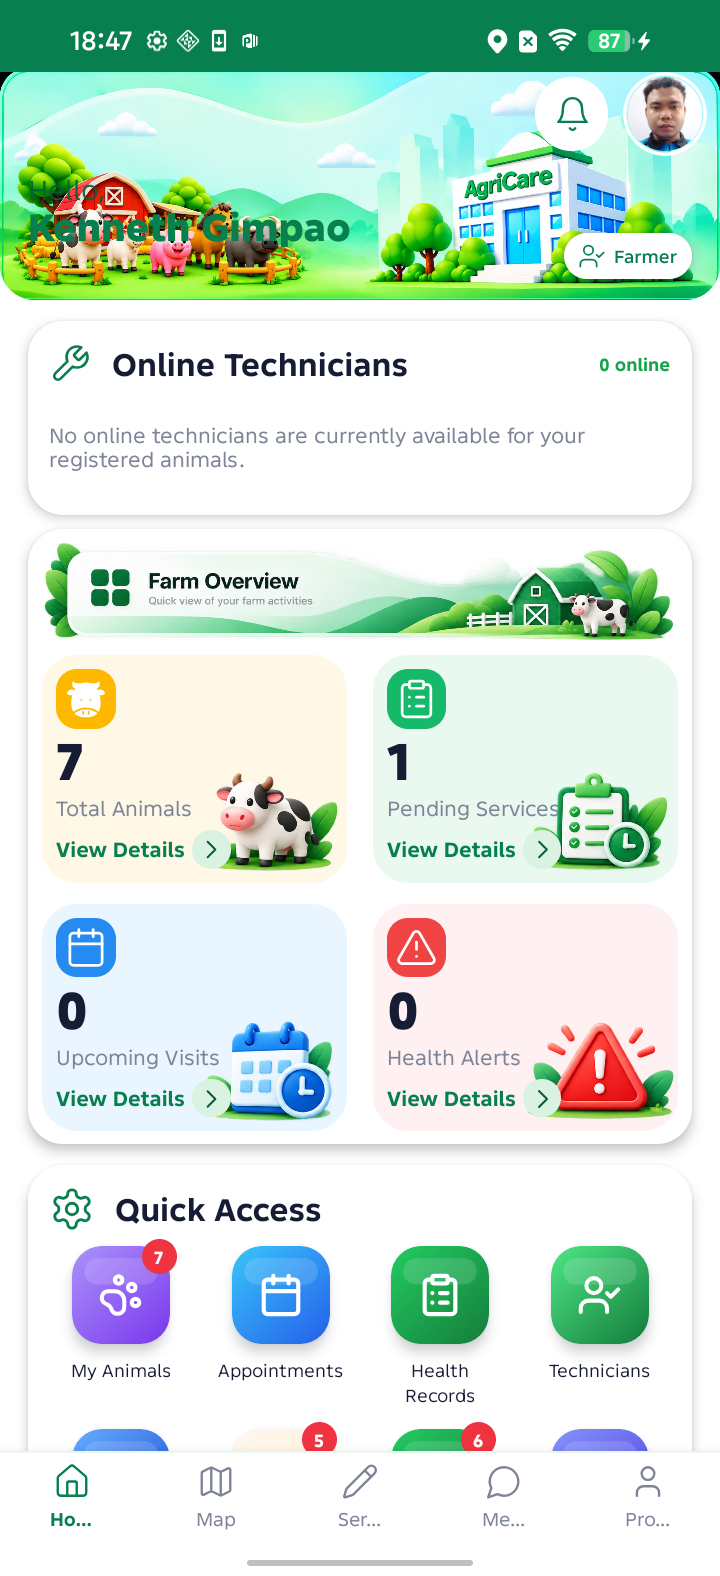 18:47
87
AgriCare
Hello,
Kenneth Gimpao
Farmer
Online Technicians
0 online
No online technicians are currently available for your
registered animals.
Farm Overview
Quick view of your farm activities
7
Total Animals
View Details
1
Pending Services
View Details
0
Upcoming Visits
View Details
0
Health Alerts
View Details
Quick Access
7
My Animals
Appointments
Health
Records
Technicians
5
6
Ho...
Map
Ser...
Me...
Pro...